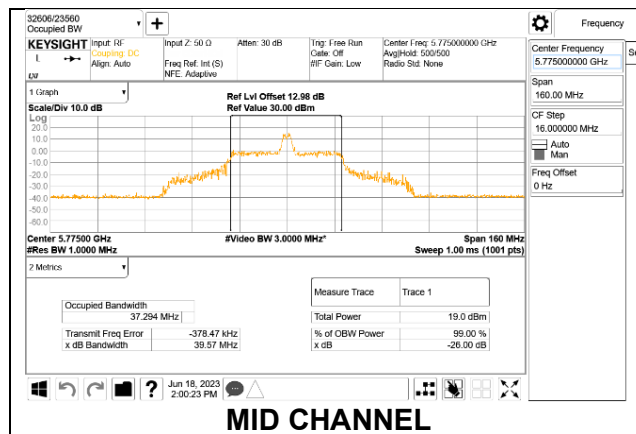 32606/23560
Occupied BW
Frequency
KEYSIGHT
Input: RF
Coupling: DC
Align: Auto
Input Z: 50 Ω
Freq Ref: Int (S)
NFE: Adaptive
Atten: 30 dB
Trig: Free Run
Gate: Off
#IF Gain: Low
Center Freq: 5.775000000 GHz
Avg|Hold: 500/500
Radio Std: None
L
Center Frequency
5.775000000 GHz
Span
160.00 MHz
CF Step
16.000000 MHz
Auto
Man
Freq Offset
0 Hz
1 Graph
Scale/Div 10.0 dB
Ref Lvl Offset 12.98 dB
Ref Value 30.00 dBm
Log
20.0
10.0
0.00
-10.0
-20.0
-30.0
-40.0
-50.0
-60.0
Center 5.77500 GHz
#Res BW 1.0000 MHz
#Video BW 3.0000 MHz*
Span 160 MHz
Sweep 1.00 ms (1001 pts)
2 Metrics
Occupied Bandwidth
37.294 MHz
Transmit Freq Error -378.47 kHz
x dB Bandwidth 39.57 MHz
Measure Trace Trace 1
Total Power 19.0 dBm
% of OBW Power 99.00 %
x dB -26.00 dB
Jun 18, 2023
2:00:23 PM
MID CHANNEL